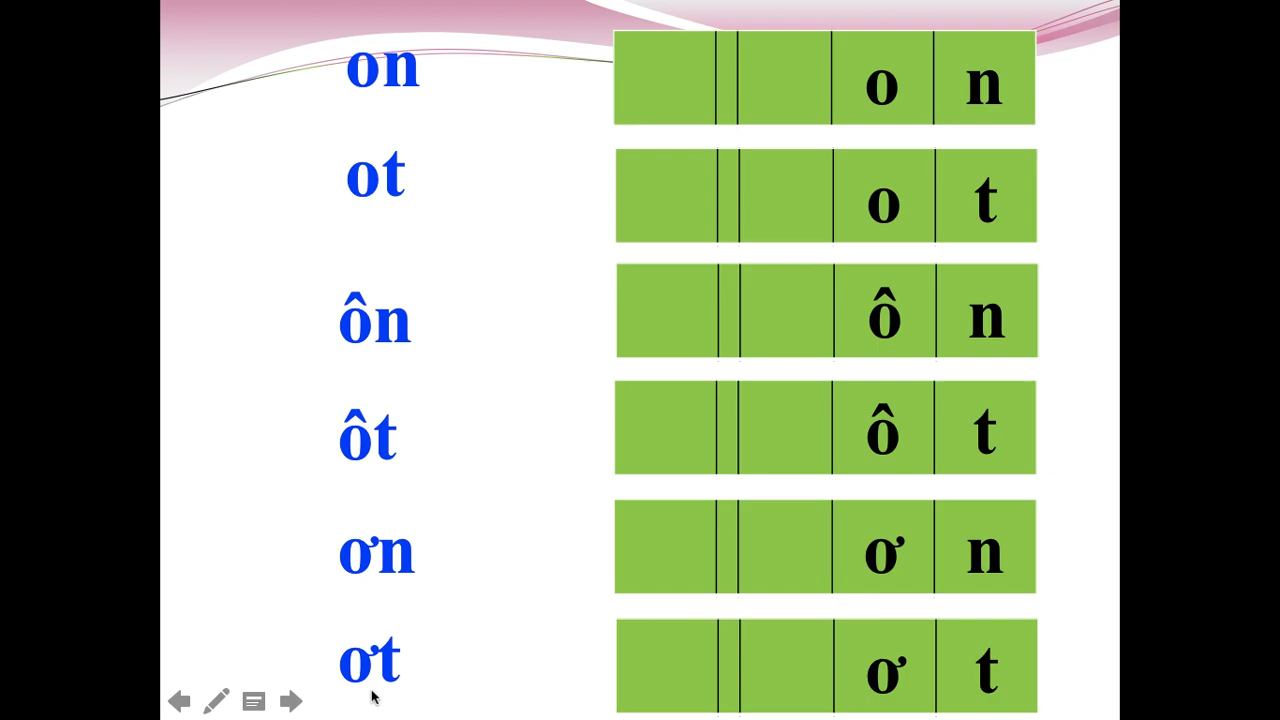 on o n
ot o t
ôn ô n
ôt ô t
ơn ơ n
ơt ơ t